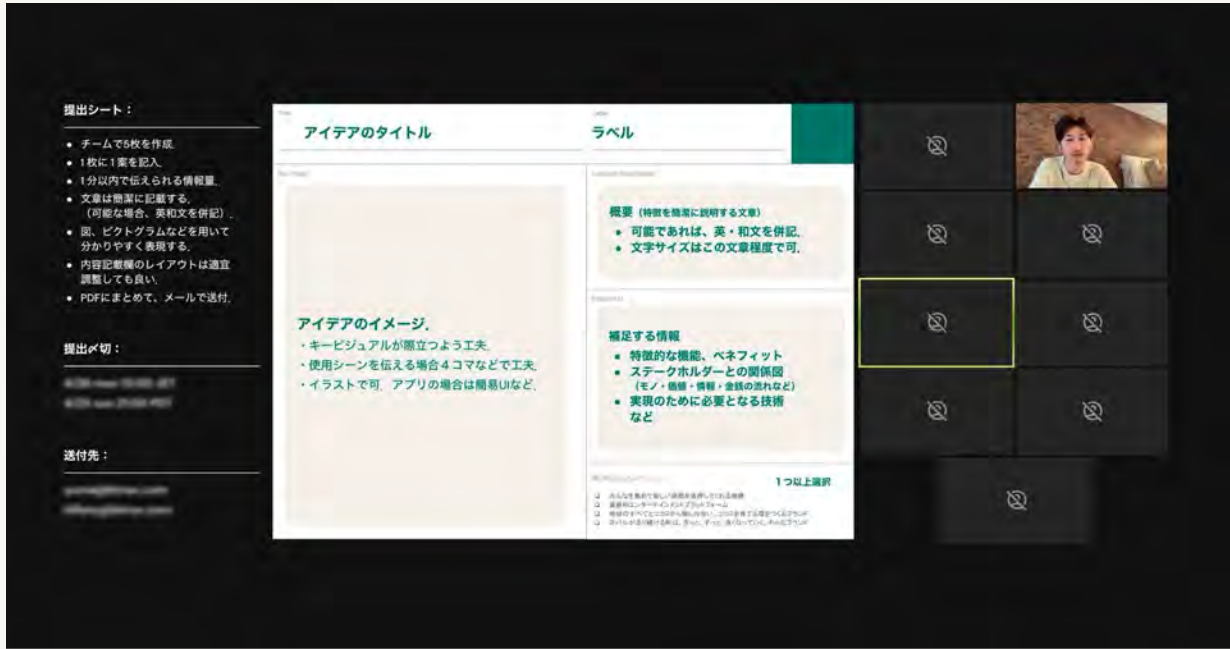 提出シート：
• チームで5枚を作成.
• 1枚に1案を記入.
• 1分以内で伝えられる情報量.
• 文章は簡潔に記載する.
（可能な場合、英和文を併記）.
• 図、ピクトグラムなどを用いて
分かりやすく表現する.
• 内容記載欄のレイアウトは適宜
調整しても良い.
• PDFにまとめて、メールで送付.
提出〆切：
送付先：
アイデアのタイトル
ラベル
アイデアのイメージ.
・キービジュアルが際立つよう工夫.
・使用シーンを伝える場合４コマなどで工夫.
・イラストで可. アプリの場合は簡易UIなど.
概要（特徴を簡潔に説明する文章）
• 可能であれば、英・和文を併記.
• 文字サイズはこの文章程度で可.
補足する情報
• 特徴的な機能、ベネフィット
• ステークホルダーとの関係図
（モノ・価値・情報・金銭の流れなど）
• 実現のために必要となる技術
など
1つ以上選択